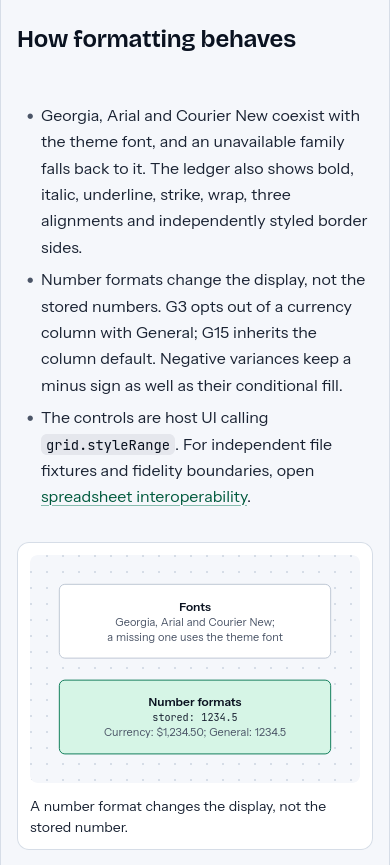 How formatting behaves
• Georgia, Arial and Courier New coexist with
the theme font, and an unavailable family
falls back to it. The ledger also shows bold,
italic, underline, strike, wrap, three
alignments and independently styled border
sides.
• Number formats change the display, not the
stored numbers. G3 opts out of a currency
column with General; G15 inherits the
column default. Negative variances keep a
minus sign as well as their conditional fill.
• The controls are host UI calling
grid.styleRange. For independent file
fixtures and fidelity boundaries, open
spreadsheet interoperability.
Fonts
Georgia, Arial and Courier New;
a missing one uses the theme font
Number formats
stored: 1234.5
Currency: $1,234.50; General: 1234.5
A number format changes the display, not the
stored number.